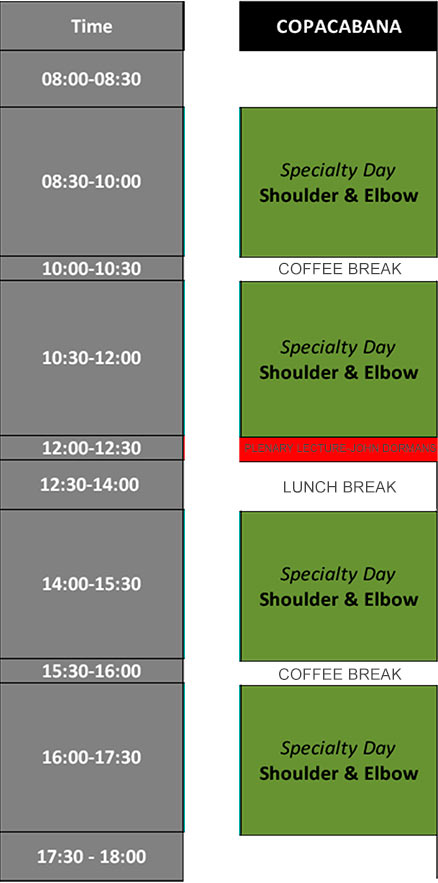 Time COPACABANA
08:00-08:30
08:30-10:00
Specialty Day
Shoulder & Elbow
10:00-10:30 COFFEE BREAK
10:30-12:00
Specialty Day
Shoulder & Elbow
12:00-12:30 PLENARY LECTURE JOHN DORMANS
12:30-14:00 LUNCH BREAK
14:00-15:30
Specialty Day
Shoulder & Elbow
15:30-16:00 COFFEE BREAK
16:00-17:30
Specialty Day
Shoulder & Elbow
17:30 - 18:00